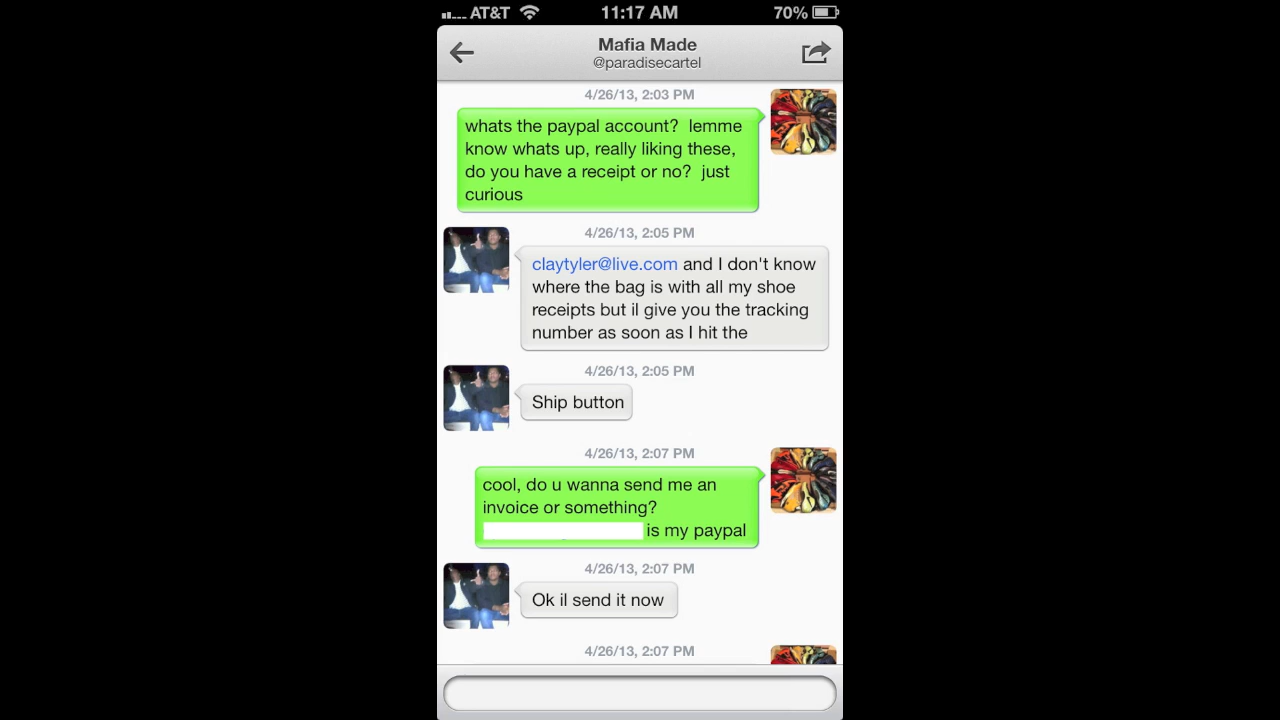 AT&T 11:17 AM 70%
Mafia Made
@paradisecartel
4/26/13, 2:03 PM
whats the paypal account?  lemme
know whats up, really liking these,
do you have a receipt or no?  just
curious
4/26/13, 2:05 PM
claytyler@live.com and I don't know
where the bag is with all my shoe
receipts but il give you the tracking
number as soon as I hit the
4/26/13, 2:05 PM
Ship button
4/26/13, 2:07 PM
cool, do u wanna send me an
invoice or something?
is my paypal
4/26/13, 2:07 PM
Ok il send it now
4/26/13, 2:07 PM